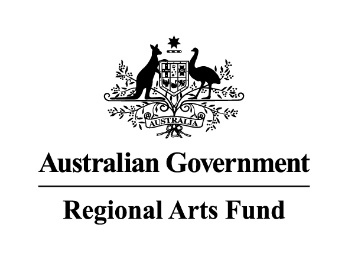 AUSTRALIA
Australian Government
Regional Arts Fund